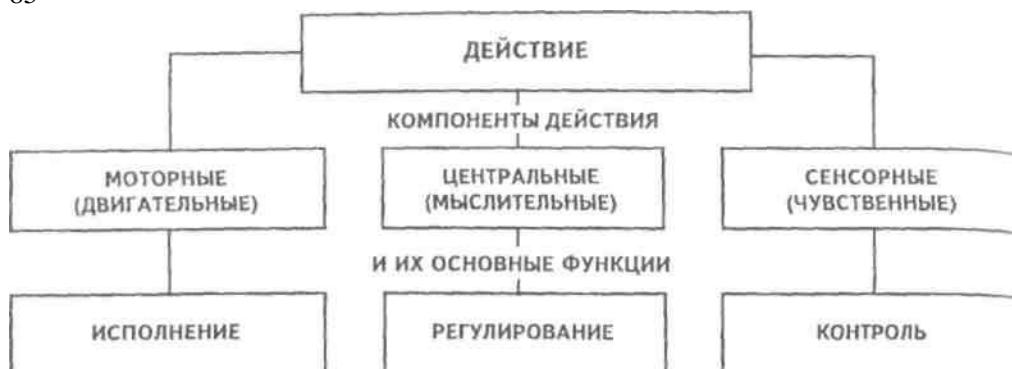 ДЕЙСТВИЕ
КОМПОНЕНТЫ ДЕЙСТВИЯ
МОТОРНЫЕ
(ДВИГАТЕЛЬНЫЕ)
ЦЕНТРАЛЬНЫЕ
(МЫСЛИТЕЛЬНЫЕ)
СЕНСОРНЫЕ
(ЧУВСТВЕННЫЕ)
И ИХ ОСНОВНЫЕ ФУНКЦИИ
ИСПОЛНЕНИЕ
РЕГУЛИРОВАНИЕ
КОНТРОЛЬ